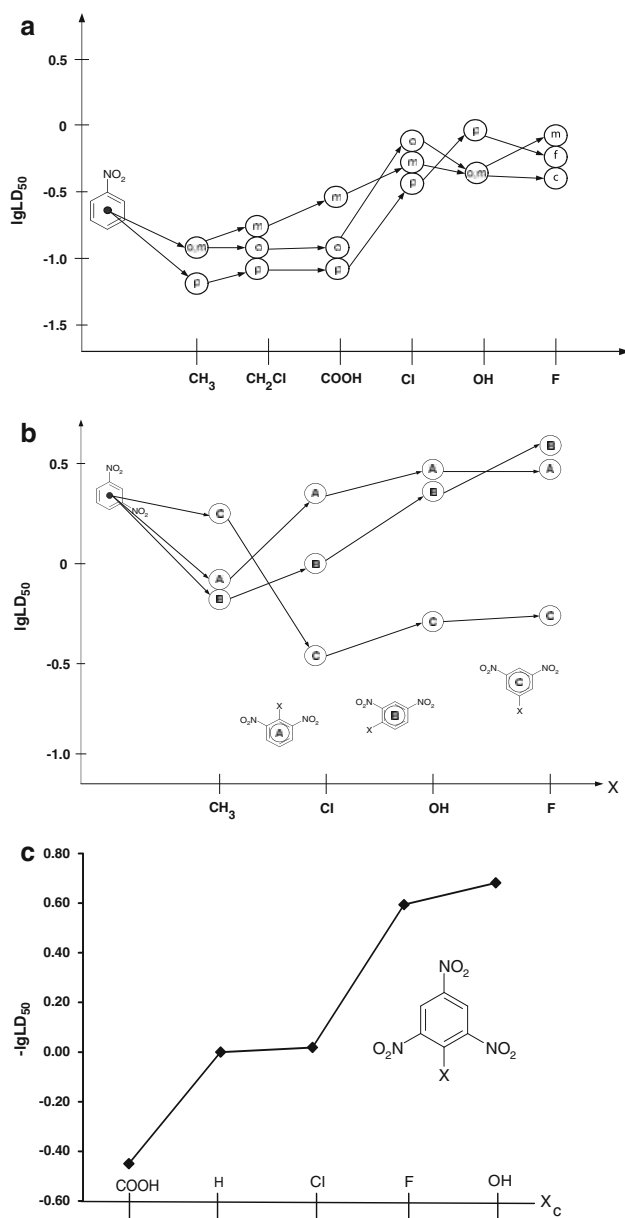 a
0.5
0
-0.5
-1.0
-1.5
lgLD50
NO2
o,m
p
m
o
p
m
o
p
o
m
p
p
o,m
m
f
c
CH3 CH2Cl COOH Cl OH F
b
0.5
0
-0.5
-1.0
lgLD50
NO2
NO2
C
A
B
A
B
C
A
B
C
B
A
C
X
O2N NO2
A
O2N NO2
X B
O2N NO2
C
X
CH3 Cl OH F X
c
0.80
0.60
0.40
0.20
0.00
-0.20
-0.40
-0.60
-lgLD50
NO2
O2N NO2
X
COOH H Cl F OH Xc